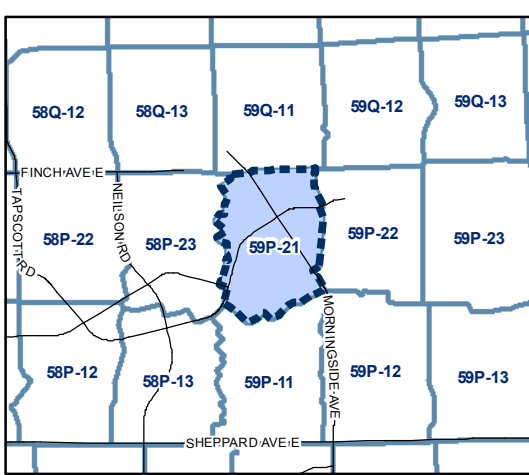 58Q-12
58Q-13
59Q-11
59Q-12
59Q-13
FINCH AVE E
TAPSCOTT RD
NEILSON RD
58P-22
58P-23
59P-21
59P-22
59P-23
MORNINGSIDE AVE
58P-12
58P-13
59P-11
59P-12
59P-13
SHEPPARD AVE E